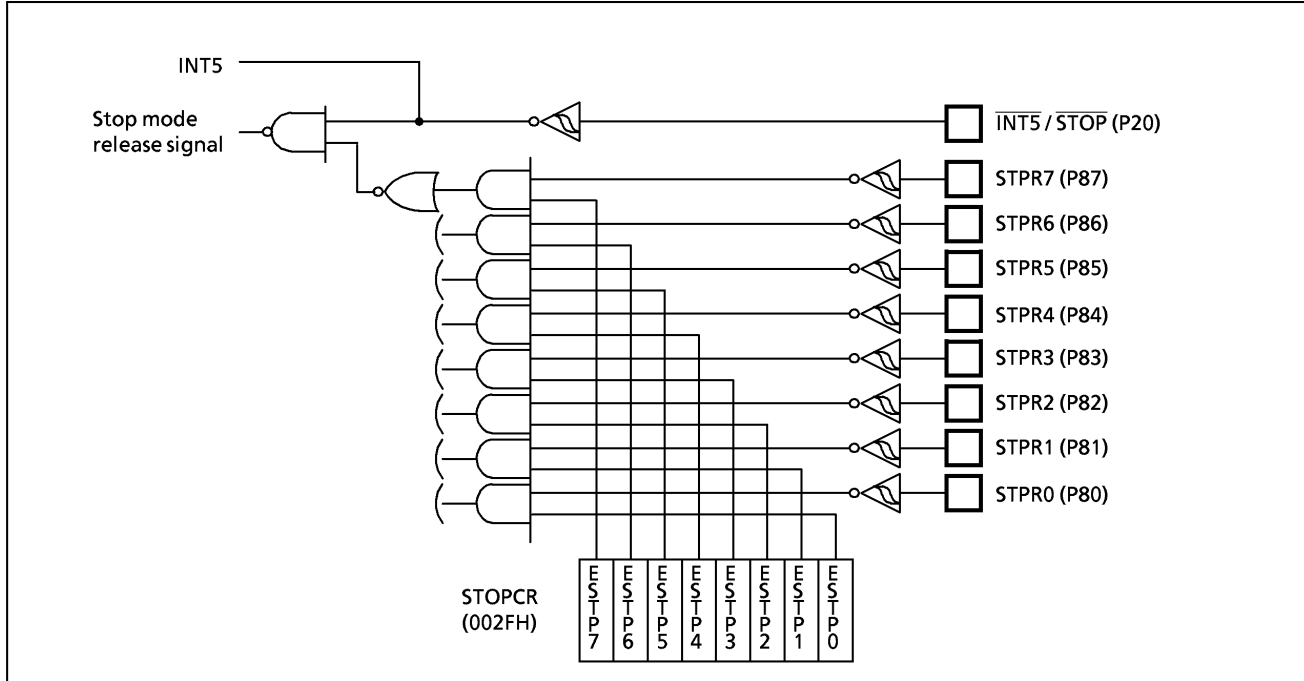 INT5
Stop mode
release signal
INT5 / STOP (P20)
STPR7 (P87)
STPR6 (P86)
STPR5 (P85)
STPR4 (P84)
STPR3 (P83)
STPR2 (P82)
STPR1 (P81)
STPR0 (P80)
STOPCR
(002FH)
ESTP7
ESTP6
ESTP5
ESTP4
ESTP3
ESTP2
ESTP1
ESTP0